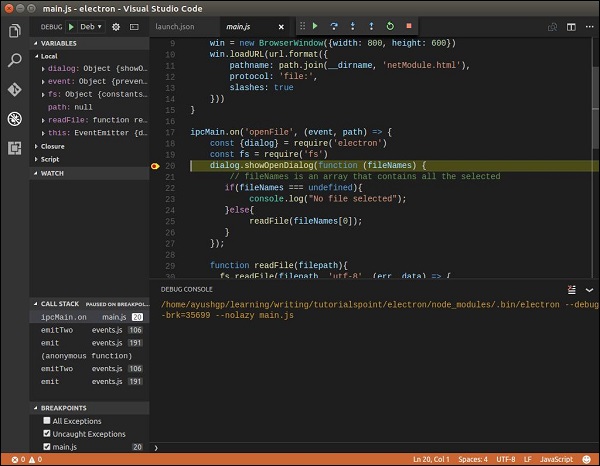 main.js - electron - Visual Studio Code
DEBUG Deb
launch.json main.js
VARIABLES
Local
dialog: Object {showO…
event: Object {preven…
fs: Object {constants…
path: null
readFile: function re…
this: EventEmitter {d…
Closure
Script
WATCH
CALL STACK PAUSED ON BREAKPOI…
ipcMain.on main.js 20
emitTwo events.js 106
emit events.js 191
(anonymous function)
emitTwo events.js 106
emit events.js 191
BREAKPOINTS
All Exceptions
Uncaught Exceptions
main.js 20
9 win = new BrowserWindow({width: 800, height: 600})
10 win.loadURL(url.format({
11 pathname: path.join(__dirname, 'netModule.html'),
12 protocol: 'file:',
13 slashes: true
14 }))
15 }
16
17 ipcMain.on('openFile', (event, path) => {
18 const {dialog} = require('electron')
19 const fs = require('fs')
20 dialog.showOpenDialog(function (fileNames) {
21 // fileNames is an array that contains all the selected
22 if(fileNames === undefined){
23 console.log("No file selected");
24 }else{
25 readFile(fileNames[0]);
26 }
27 });
28
29 function readFile(filepath){
fs.readFile(filepath, 'utf-8', (err, data) => {
DEBUG CONSOLE
/home/ayushgp/learning/writing/tutorialspoint/electron/node_modules/.bin/electron --debug
-brk=35699 --nolazy main.js
0 0 Ln 20, Col 1 Spaces: 4 UTF-8 LF JavaScript